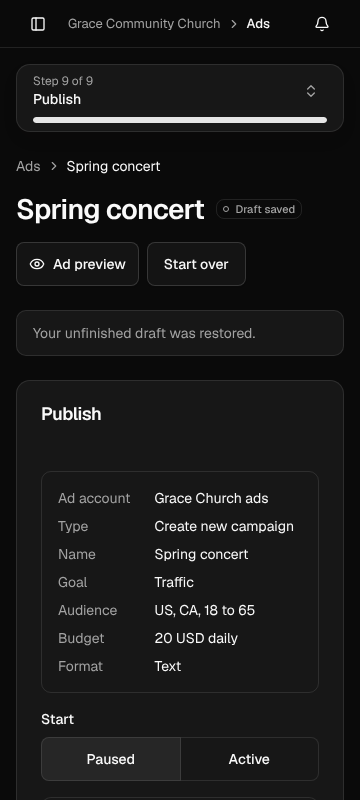 Grace Community Church > Ads
Step 9 of 9
Publish
Ads > Spring concert
Spring concert
Draft saved
Ad preview
Start over
Your unfinished draft was restored.
Publish
Ad account Grace Church ads
Type Create new campaign
Name Spring concert
Goal Traffic
Audience US, CA, 18 to 65
Budget 20 USD daily
Format Text
Start
Paused
Active